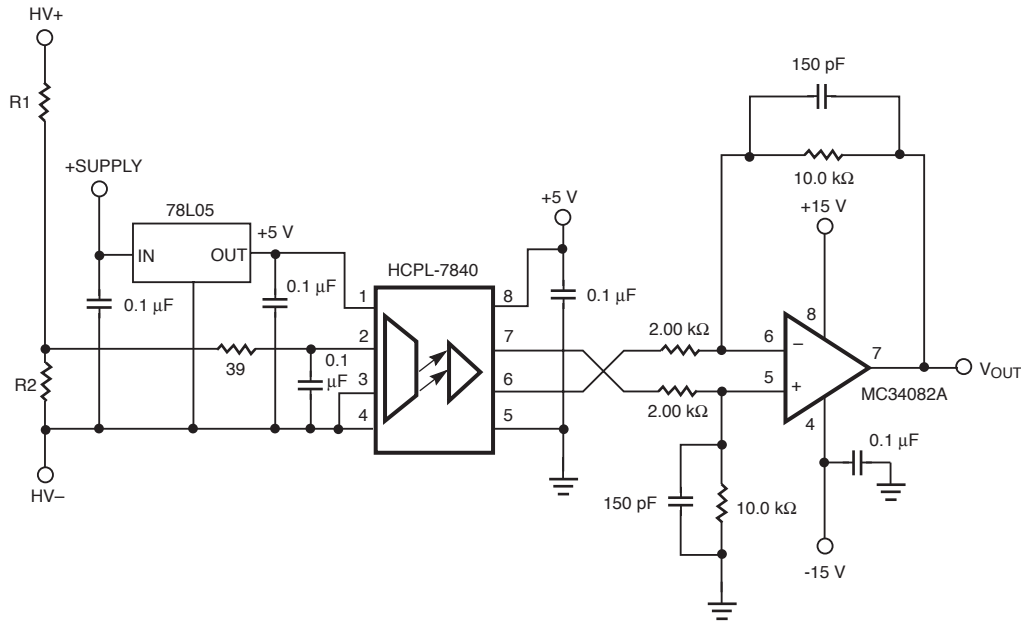 HV+
R1
+SUPPLY
78L05
IN
OUT
+5 V
0.1 μF
0.1 μF
39
0.1
μF
R2
HV–
HCPL-7840
1
2
3
4
8
7
6
5
+5 V
0.1 μF
2.00 kΩ
2.00 kΩ
150 pF
10.0 kΩ
150 pF
10.0 kΩ
+15 V
8
6
–
5
+
7
4
MC34082A
VOUT
0.1 μF
-15 V